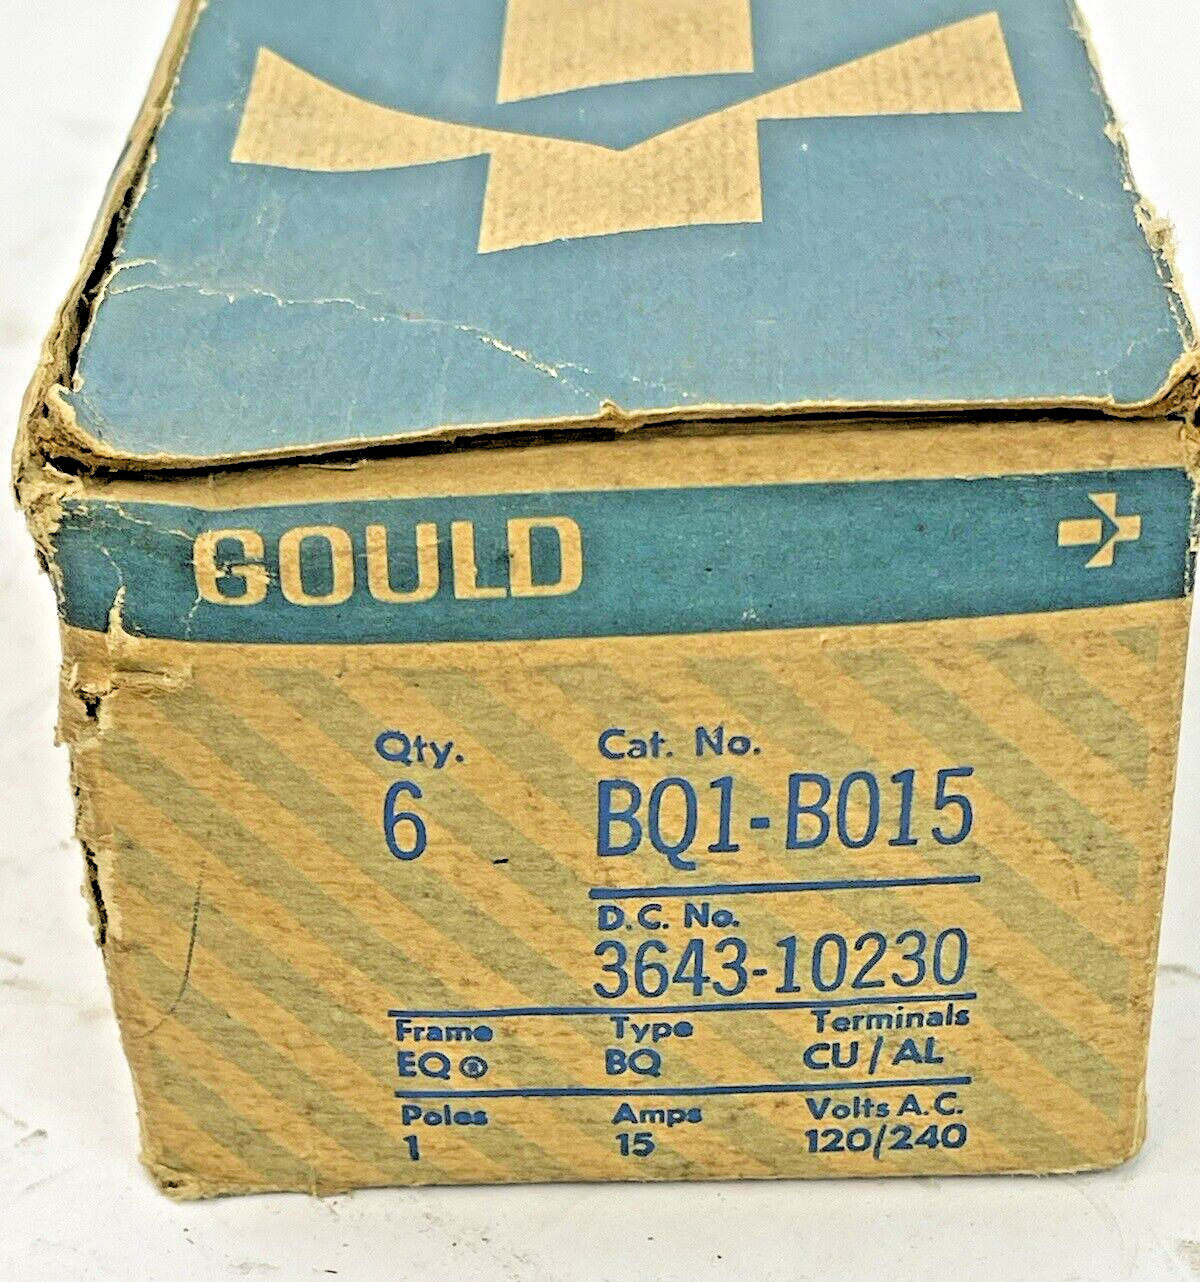 GOULD
Qty. Cat. No.
6 BQ1-B015
D.C. No.
3643-10230
Frame Type Terminals
EQ® BQ CU/AL
Poles Amps Volts A.C.
1 15 120/240